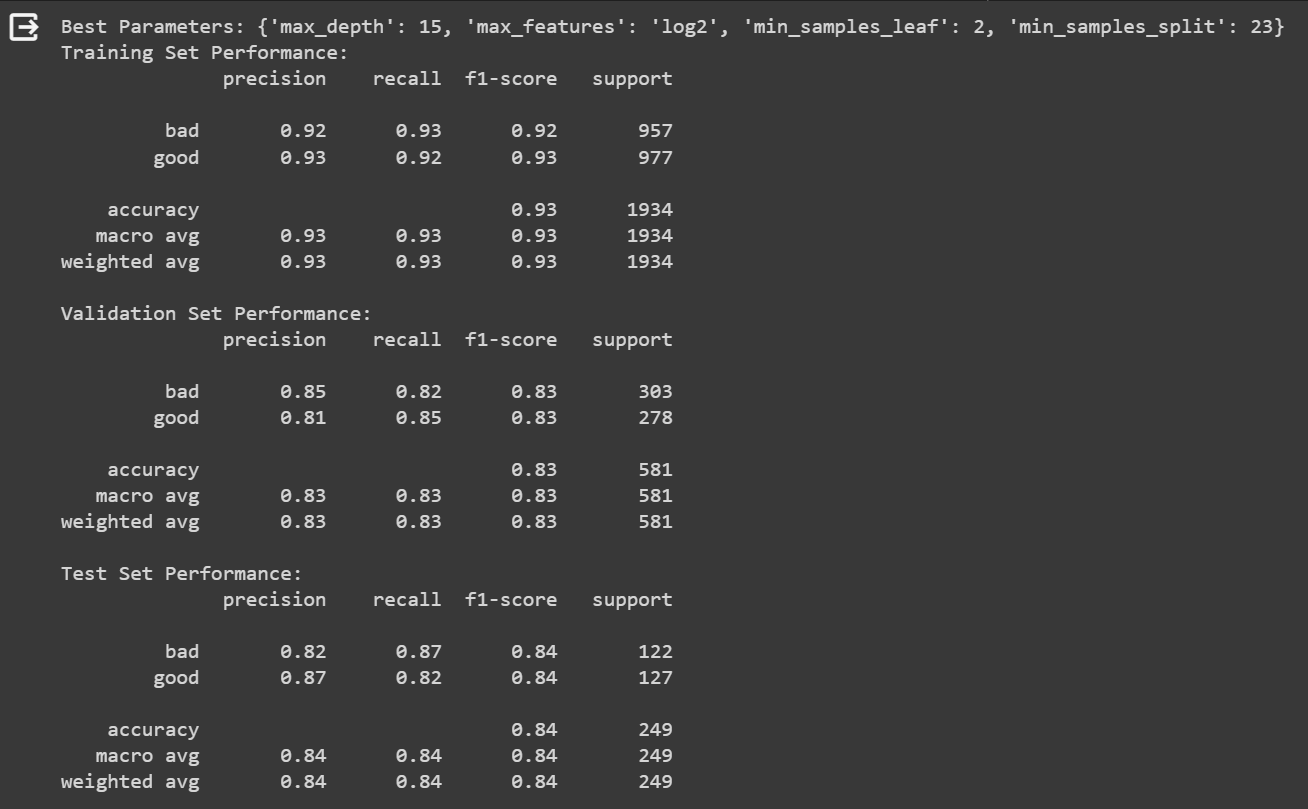 Best Parameters: {'max_depth': 15, 'max_features': 'log2', 'min_samples_leaf': 2, 'min_samples_split': 23}
Training Set Performance:
              precision    recall  f1-score   support

         bad       0.92      0.93      0.92       957
        good       0.93      0.92      0.93       977

    accuracy                           0.93      1934
   macro avg       0.93      0.93      0.93      1934
weighted avg       0.93      0.93      0.93      1934

Validation Set Performance:
              precision    recall  f1-score   support

         bad       0.85      0.82      0.83       303
        good       0.81      0.85      0.83       278

    accuracy                           0.83       581
   macro avg       0.83      0.83      0.83       581
weighted avg       0.83      0.83      0.83       581

Test Set Performance:
              precision    recall  f1-score   support

         bad       0.82      0.87      0.84       122
        good       0.87      0.82      0.84       127

    accuracy                           0.84       249
   macro avg       0.84      0.84      0.84       249
weighted avg       0.84      0.84      0.84       249